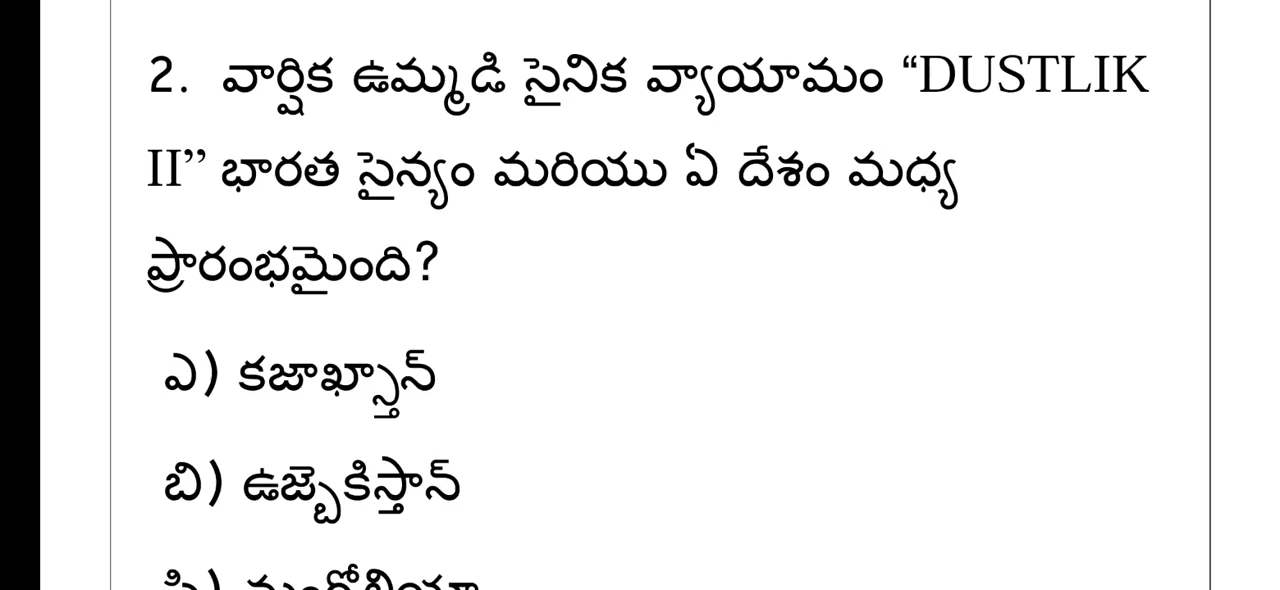 2. వార్షిక ఉమ్మడి సైనిక వ్యాయామం “DUSTLIK
II” భారత సైన్యం మరియు ఏ దేశం మధ్య
ప్రారంభమైంది?
ఎ) కజాఖ్స్తాన్
బి) ఉజ్బెకిస్తాన్
సి) మంగోలియా